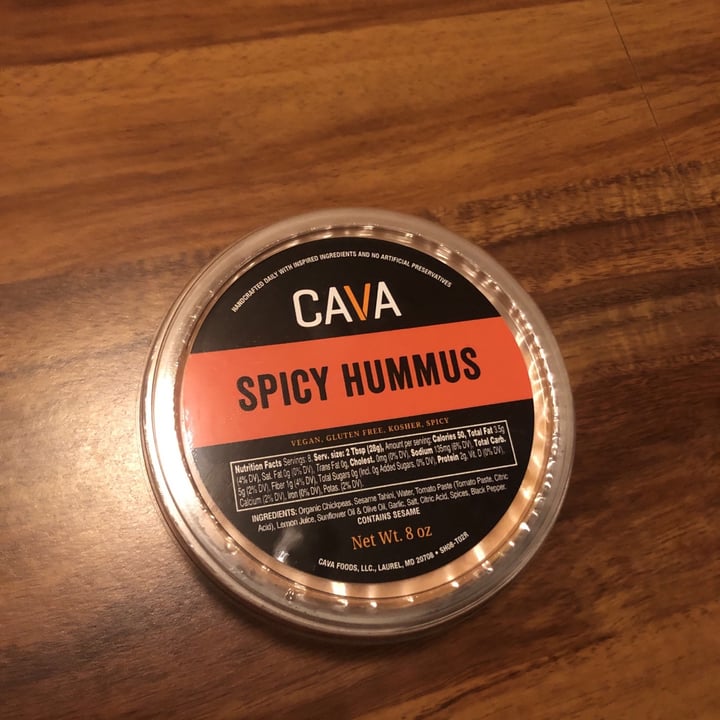 HANDCRAFTED DAILY WITH INSPIRED INGREDIENTS AND NO ARTIFICIAL PRESERVATIVES
CAVA
SPICY HUMMUS
VEGAN, GLUTEN FREE, KOSHER, SPICY
Nutrition Facts Servings: 8, Serv. size: 2 Tbsp (28g), Amount per serving: Calories 50, Total Fat 3.5g
(4% DV), Sat. Fat 0g (0% DV), Trans Fat 0g, Cholest. 0mg (0% DV), Sodium 135mg (6% DV), Total Carb.
5g (2% DV), Fiber 1g (4% DV), Total Sugars 0g (Incl. 0g Added Sugars, 0% DV), Protein 2g, Vit. D (0% DV),
Calcium (2% DV), Iron (0% DV), Potas. (2% DV).
INGREDIENTS: Organic Chickpeas, Sesame Tahini, Water, Tomato Paste (Tomato Paste, Citric
Acid), Lemon Juice, Sunflower Oil & Olive Oil, Garlic, Salt, Citric Acid, Spices, Black Pepper.
CONTAINS SESAME
Net Wt. 8 oz
CAVA FOODS, LLC., LAUREL, MD 20708 • SH08-T02R